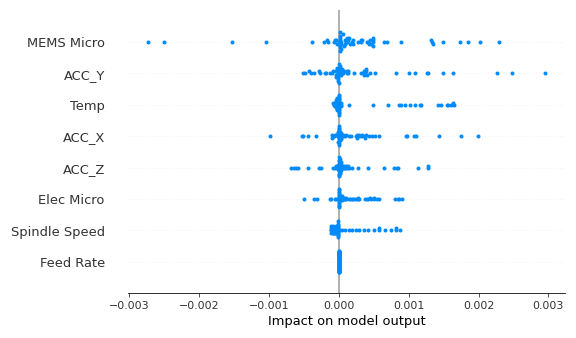 MEMS Micro
ACC_Y
Temp
ACC_X
ACC_Z
Elec Micro
Spindle Speed
Feed Rate
−0.003 −0.002 −0.001 0.000 0.001 0.002 0.003
Impact on model output